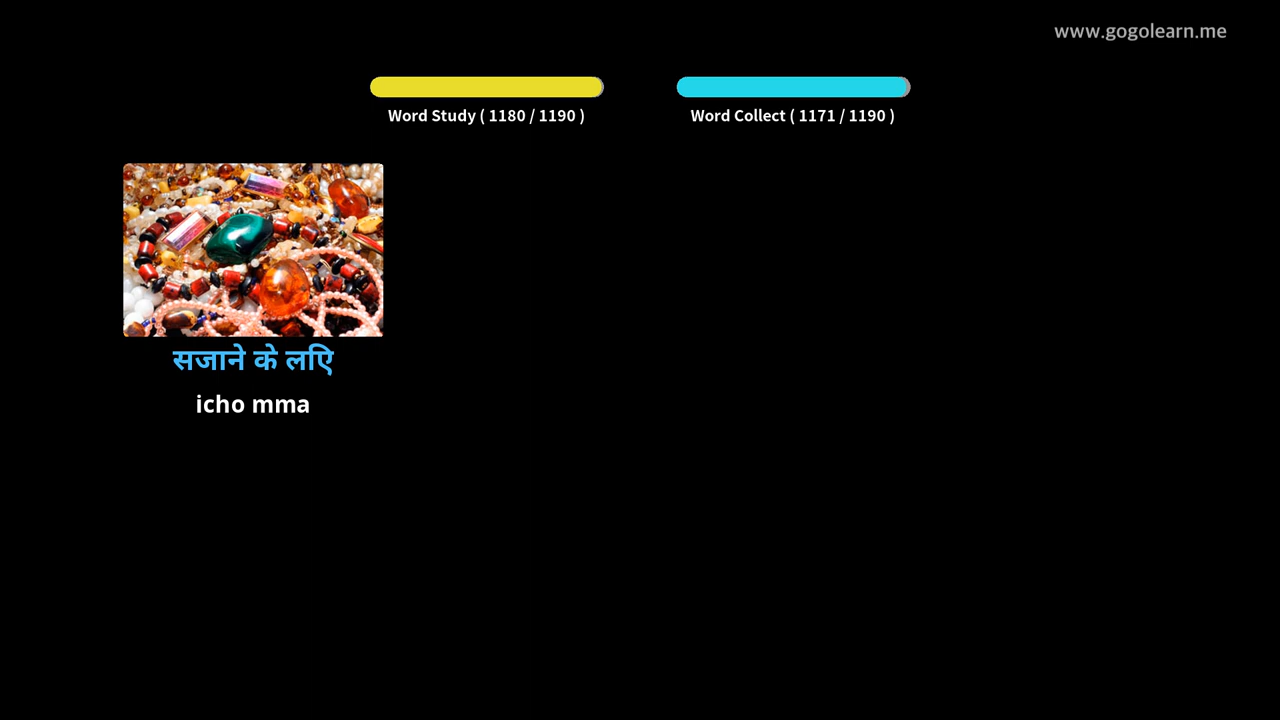 www.gogolearn.me
Word Study ( 1180 / 1190 )
Word Collect ( 1171 / 1190 )
सजाने के लिए
icho mma